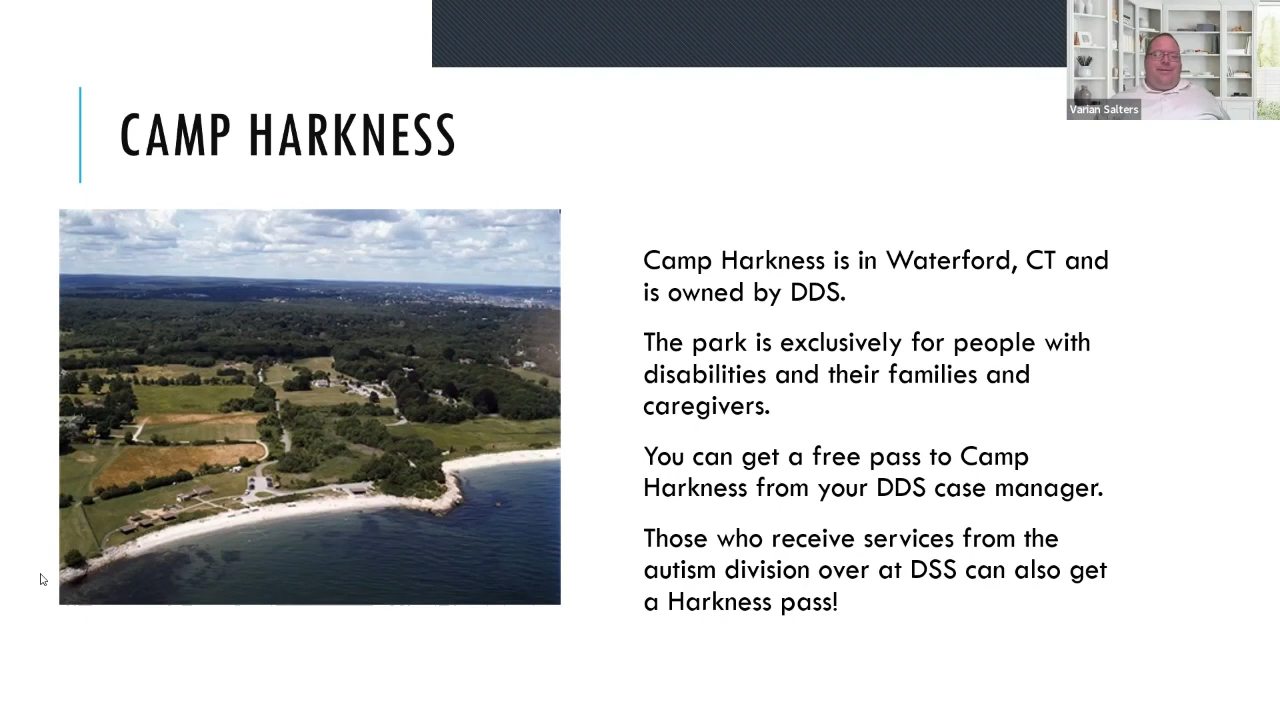 Varian Salters
CAMP HARKNESS
Camp Harkness is in Waterford, CT and
is owned by DDS.
The park is exclusively for people with
disabilities and their families and
caregivers.
You can get a free pass to Camp
Harkness from your DDS case manager.
Those who receive services from the
autism division over at DSS can also get
a Harkness pass!